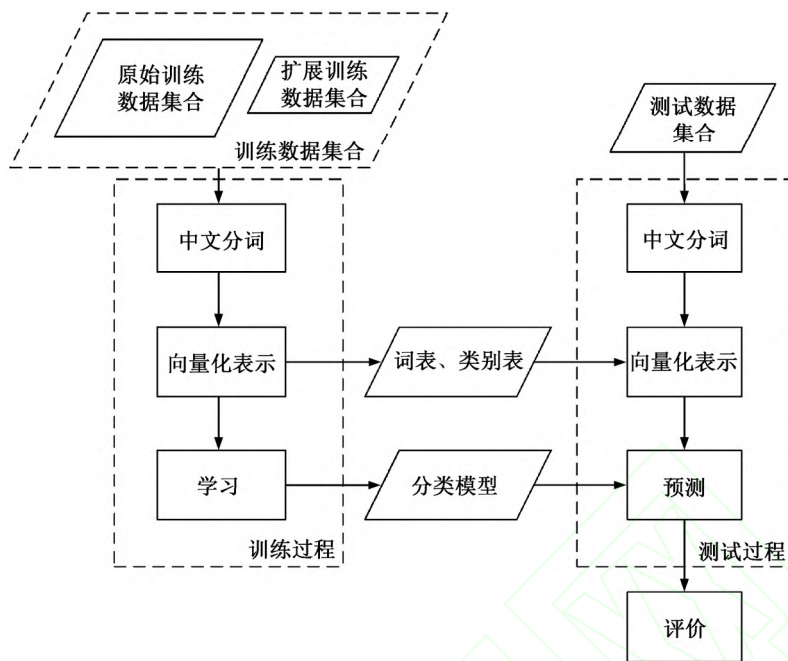 原始训练
数据集合
扩展训练
数据集合
训练数据集合
测试数据
集合
中文分词
中文分词
向量化表示
词表、类别表
向量化表示
学习
分类模型
预测
训练过程
测试过程
评价